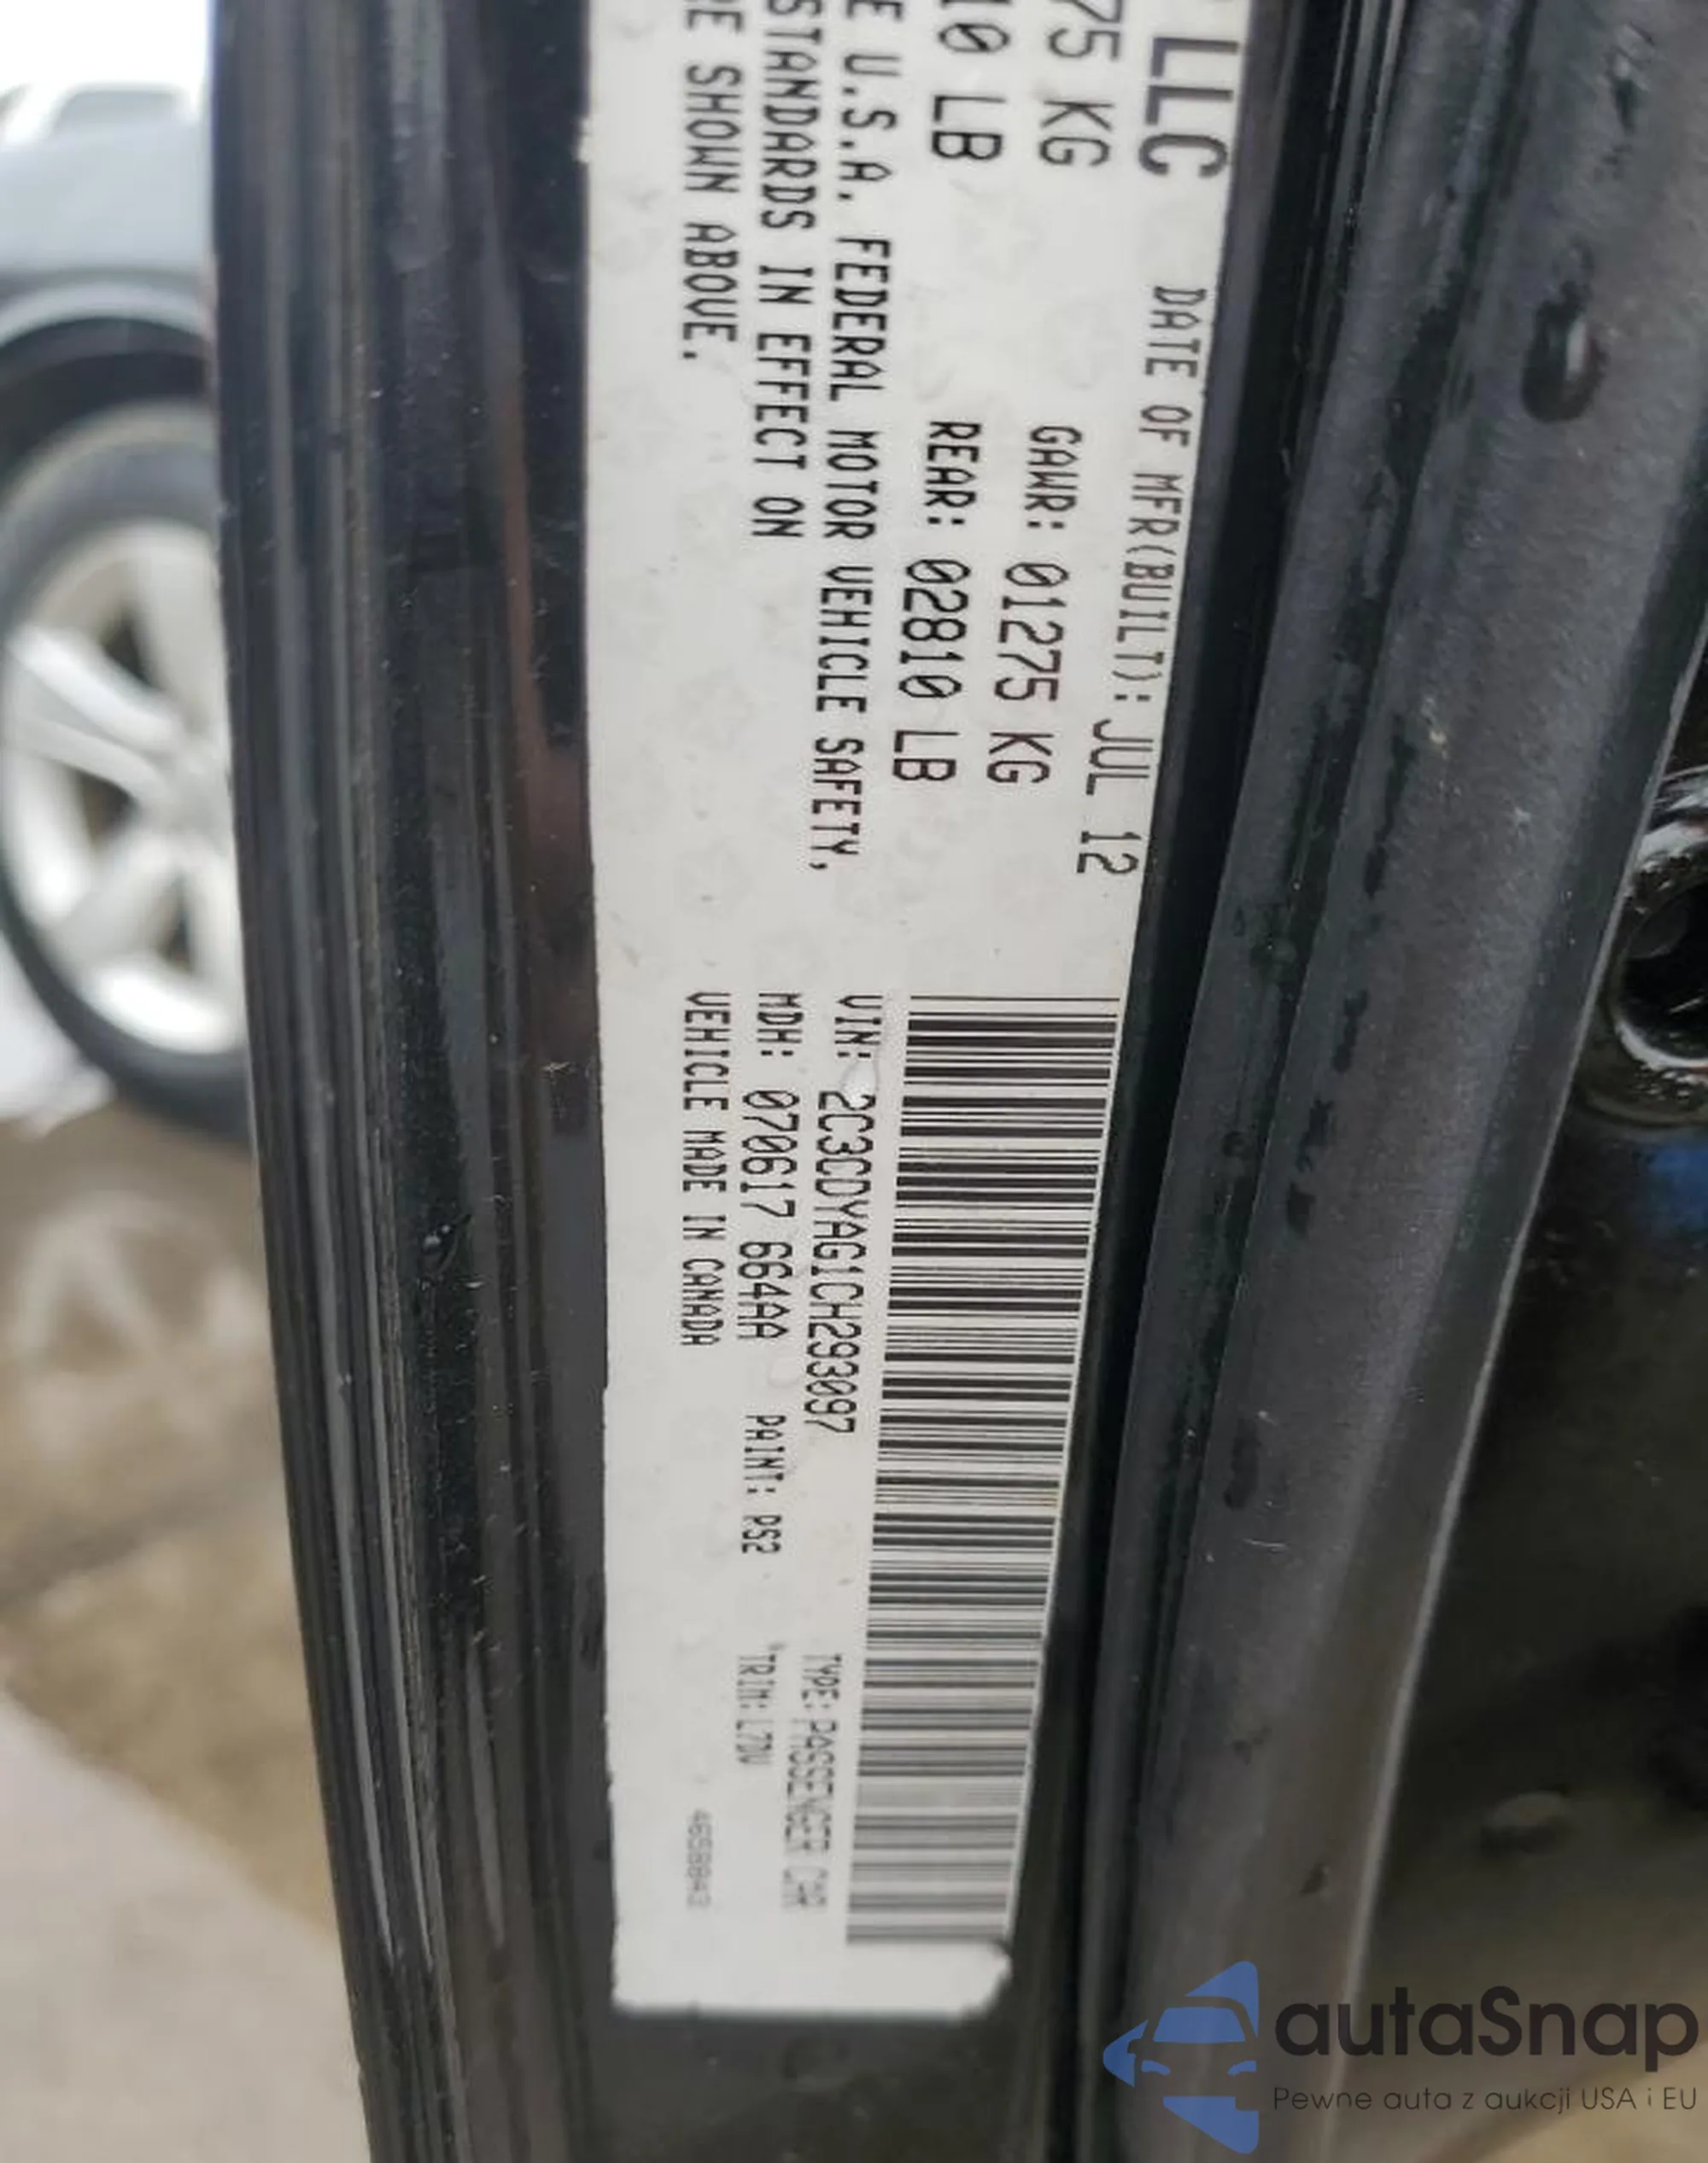 LLC DATE OF MFR(BUILT): JUL 12
75 KG GAWR: 01275 KG
10 LB REAR: 02810 LB
E U.S.A. FEDERAL MOTOR VEHICLE SAFETY,
STANDARDS IN EFFECT ON
E SHOWN ABOVE.
VIN: 2C3CDYAG1CH293097 TYPE: PASSENGER CAR
MDH: 070617 664AA PAINT: PS2 TRIM: L7DV
VEHICLE MADE IN CANADA
autaSnap
Pewne auta z aukcji USA i EU